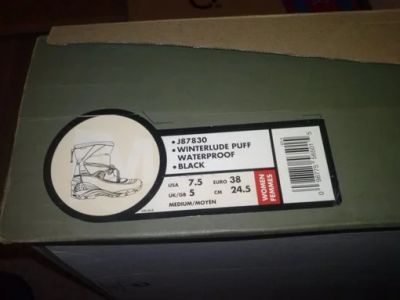 • J87830
• WINTERLUDE PUFF
WATERPROOF
• BLACK
USA 7.5 EURO 38
UK/GB 5 CM 24.5
MEDIUM/MOYEN
WOMEN
FEMMES